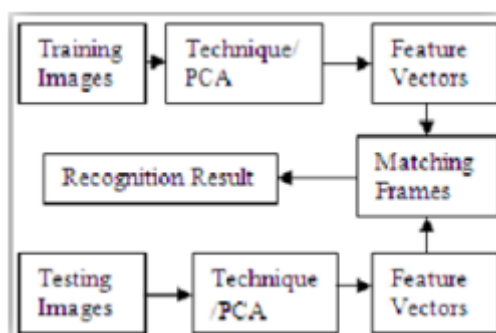 Training
Images
Technique/
PCA
Feature
Vectors
Recognition Result
Matching
Frames
Testing
Images
Technique
/PCA
Feature
Vectors